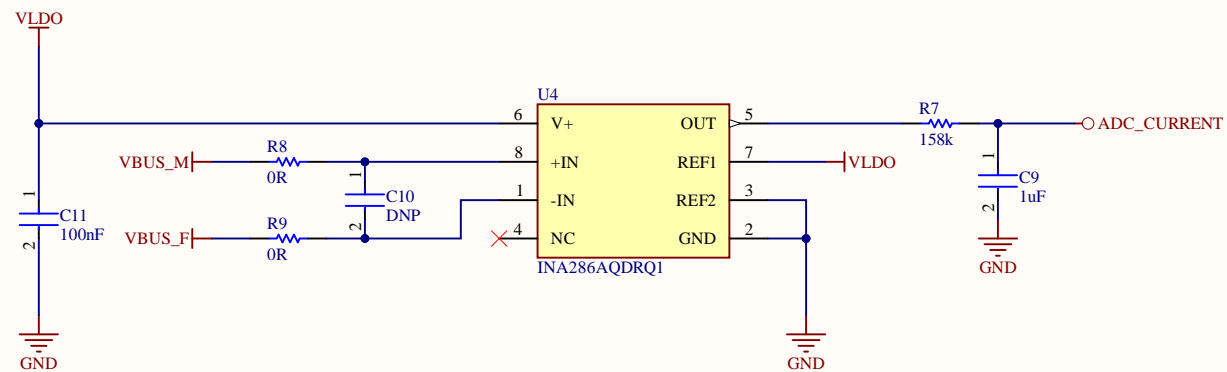 VLDO
U4
6
V+
OUT
5
R7
158k
ADC_CURRENT
VBUS_M
R8
0R
8
+IN
REF1
7
VLDO
1
C10
DNP
2
1
-IN
REF2
3
1
C9
1uF
2
1
C11
100nF
2
VBUS_F
R9
0R
4
NC
GND
2
INA286AQDRQ1
GND
GND
GND